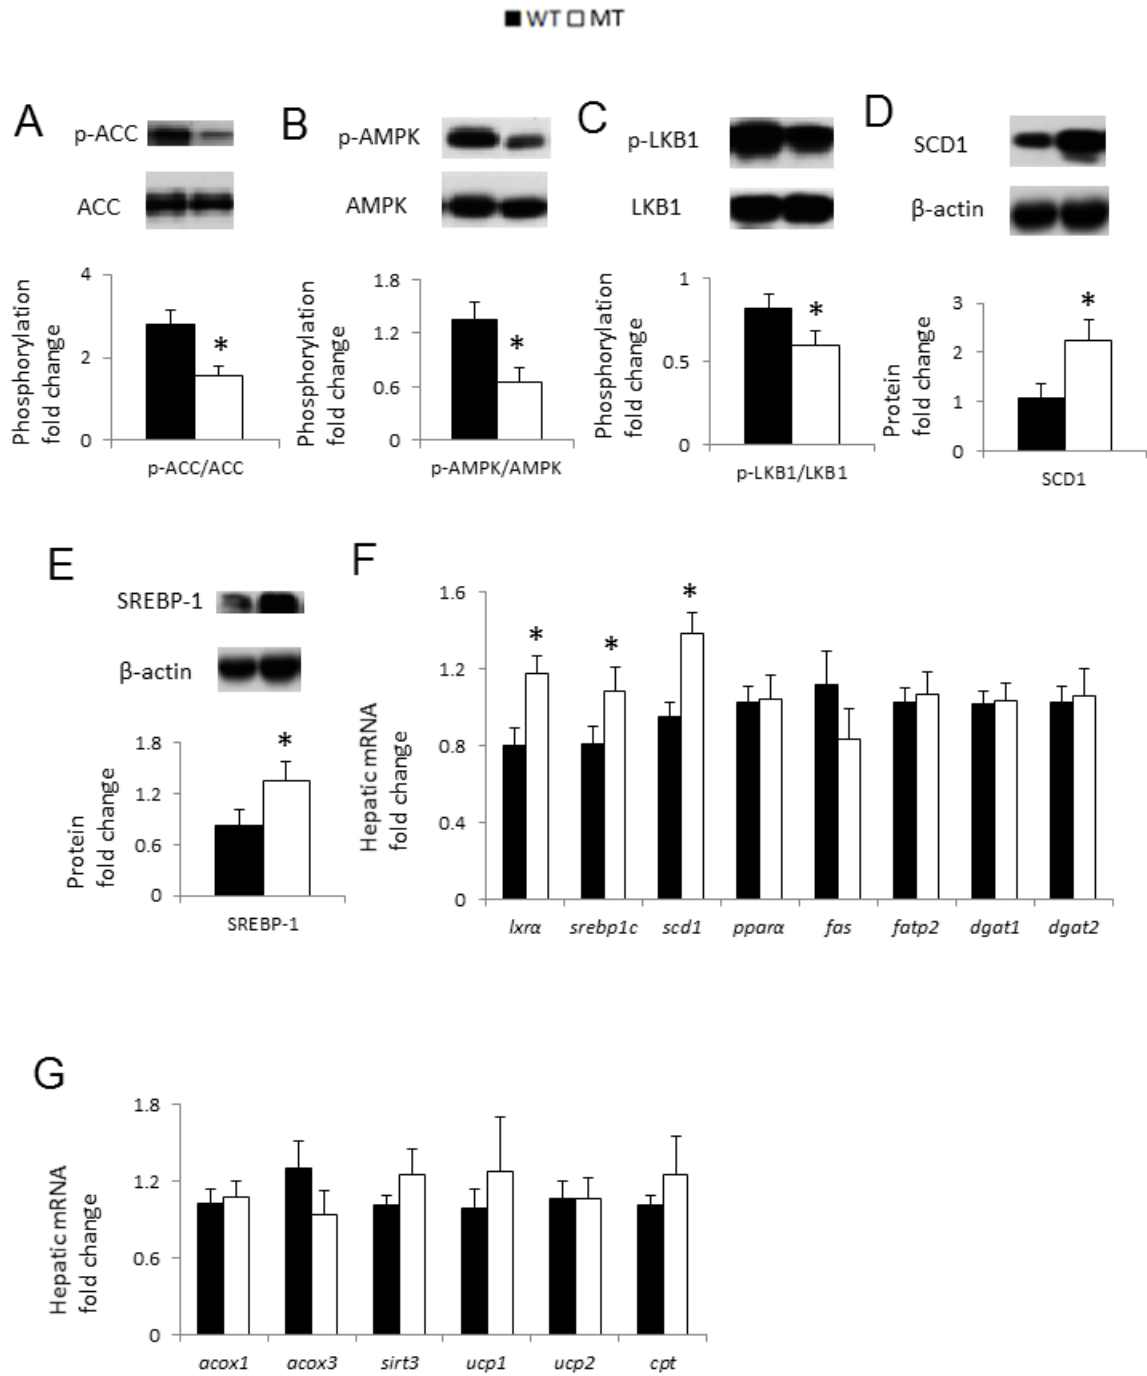 WT MT
A
p-ACC
ACC
Phosphorylation
fold change
4
2
0
*
p-ACC/ACC
B
p-AMPK
AMPK
Phosphorylation
fold change
1.8
1.2
0.6
0
*
p-AMPK/AMPK
C
p-LKB1
LKB1
Phosphorylation
fold change
1
0.5
0
*
p-LKB1/LKB1
D
SCD1
β-actin
Protein
fold change
3
2
1
0
*
SCD1
E
SREBP-1
β-actin
Protein
fold change
1.8
1.2
0.6
0
*
SREBP-1
F
Hepatic mRNA
fold change
1.6
1.2
0.8
0.4
0
* * *
lxrα srebp1c scd1 pparα fas fatp2 dgat1 dgat2
G
Hepatic mRNA
fold change
1.8
1.2
0.6
0
acox1 acox3 sirt3 ucp1 ucp2 cpt